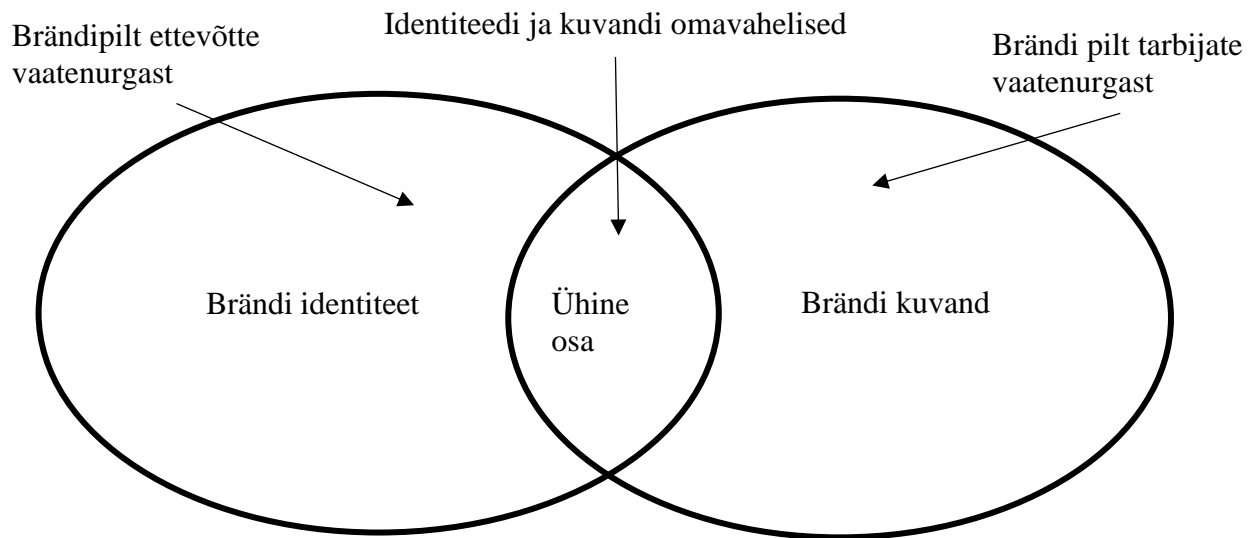 Identiteedi ja kuvandi omavahelised
Brändipilt ettevõtte
vaatenurgast
Brändi pilt tarbijate
vaatenurgast
Brändi identiteet
Ühine
osa
Brändi kuvand